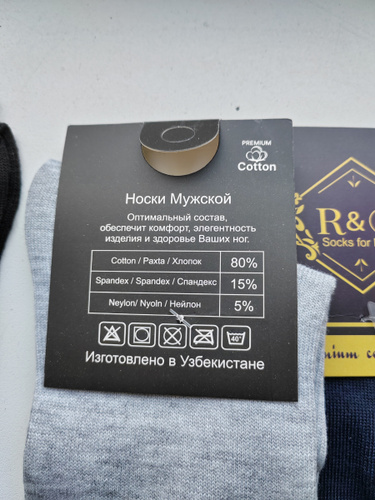 PREMIUM
Cotton
Носки Мужской
Оптимальный состав,
обеспечит комфорт, элегентность
изделия и здоровье Ваших ног.
Cotton / Paxta / Хлопок 80%
Spandex / Spandex / Спандекс 15%
Neylon/ Nyoln / Нейлон 5%
40°
Изготовлено в Узбекистане
R&
Socks for